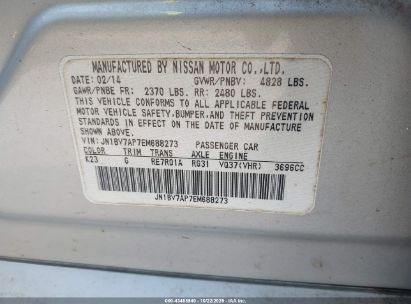 MANUFACTURED BY NISSAN MOTOR CO.,LTD.
DATE: 02/14 GVWR/PNBV: 4828 LBS.
GAWR/PNBE FR: 2370 LBS. RR: 2480 LBS.
THIS VEHICLE CONFORMS TO ALL APPLICABLE FEDERAL
MOTOR VEHICLE SAFETY,BUMPER,AND THEFT PREVENTION
STANDARDS IN EFFECT ON THE DATE OF MANUFACTURE
SHOWN ABOVE.
VIN: JN1BV7AP7EM688273 PASSENGER CAR
COLOR TRIM TRANS AXLE ENGINE
K23 G RE7R01A RG31 VQ37(VHR) 3696CC
JN1BV7AP7EM688273